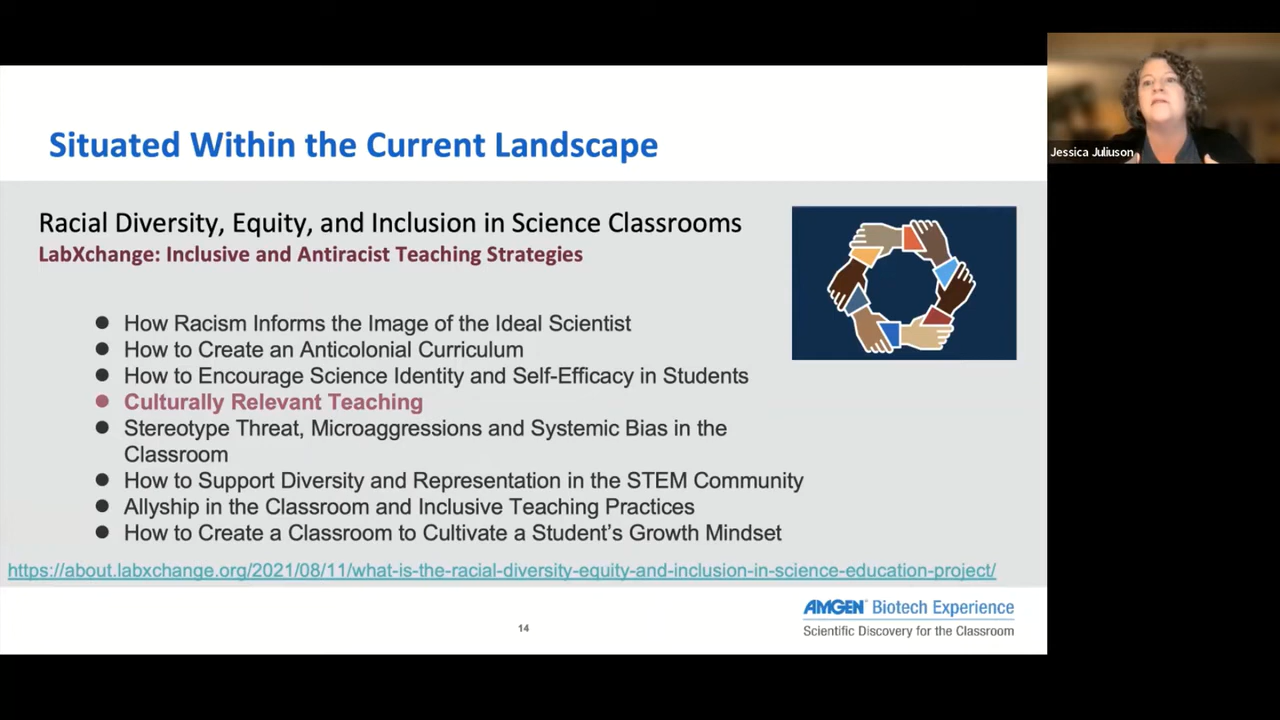 Situated Within the Current Landscape
Jessica Juliuson
Racial Diversity, Equity, and Inclusion in Science Classrooms
LabXchange: Inclusive and Antiracist Teaching Strategies
● How Racism Informs the Image of the Ideal Scientist
● How to Create an Anticolonial Curriculum
● How to Encourage Science Identity and Self-Efficacy in Students
● Culturally Relevant Teaching
● Stereotype Threat, Microaggressions and Systemic Bias in the
Classroom
● How to Support Diversity and Representation in the STEM Community
● Allyship in the Classroom and Inclusive Teaching Practices
● How to Create a Classroom to Cultivate a Student's Growth Mindset
https://about.labxchange.org/2021/08/11/what-is-the-racial-diversity-equity-and-inclusion-in-science-education-project/
AMGEN Biotech Experience
Scientific Discovery for the Classroom
14